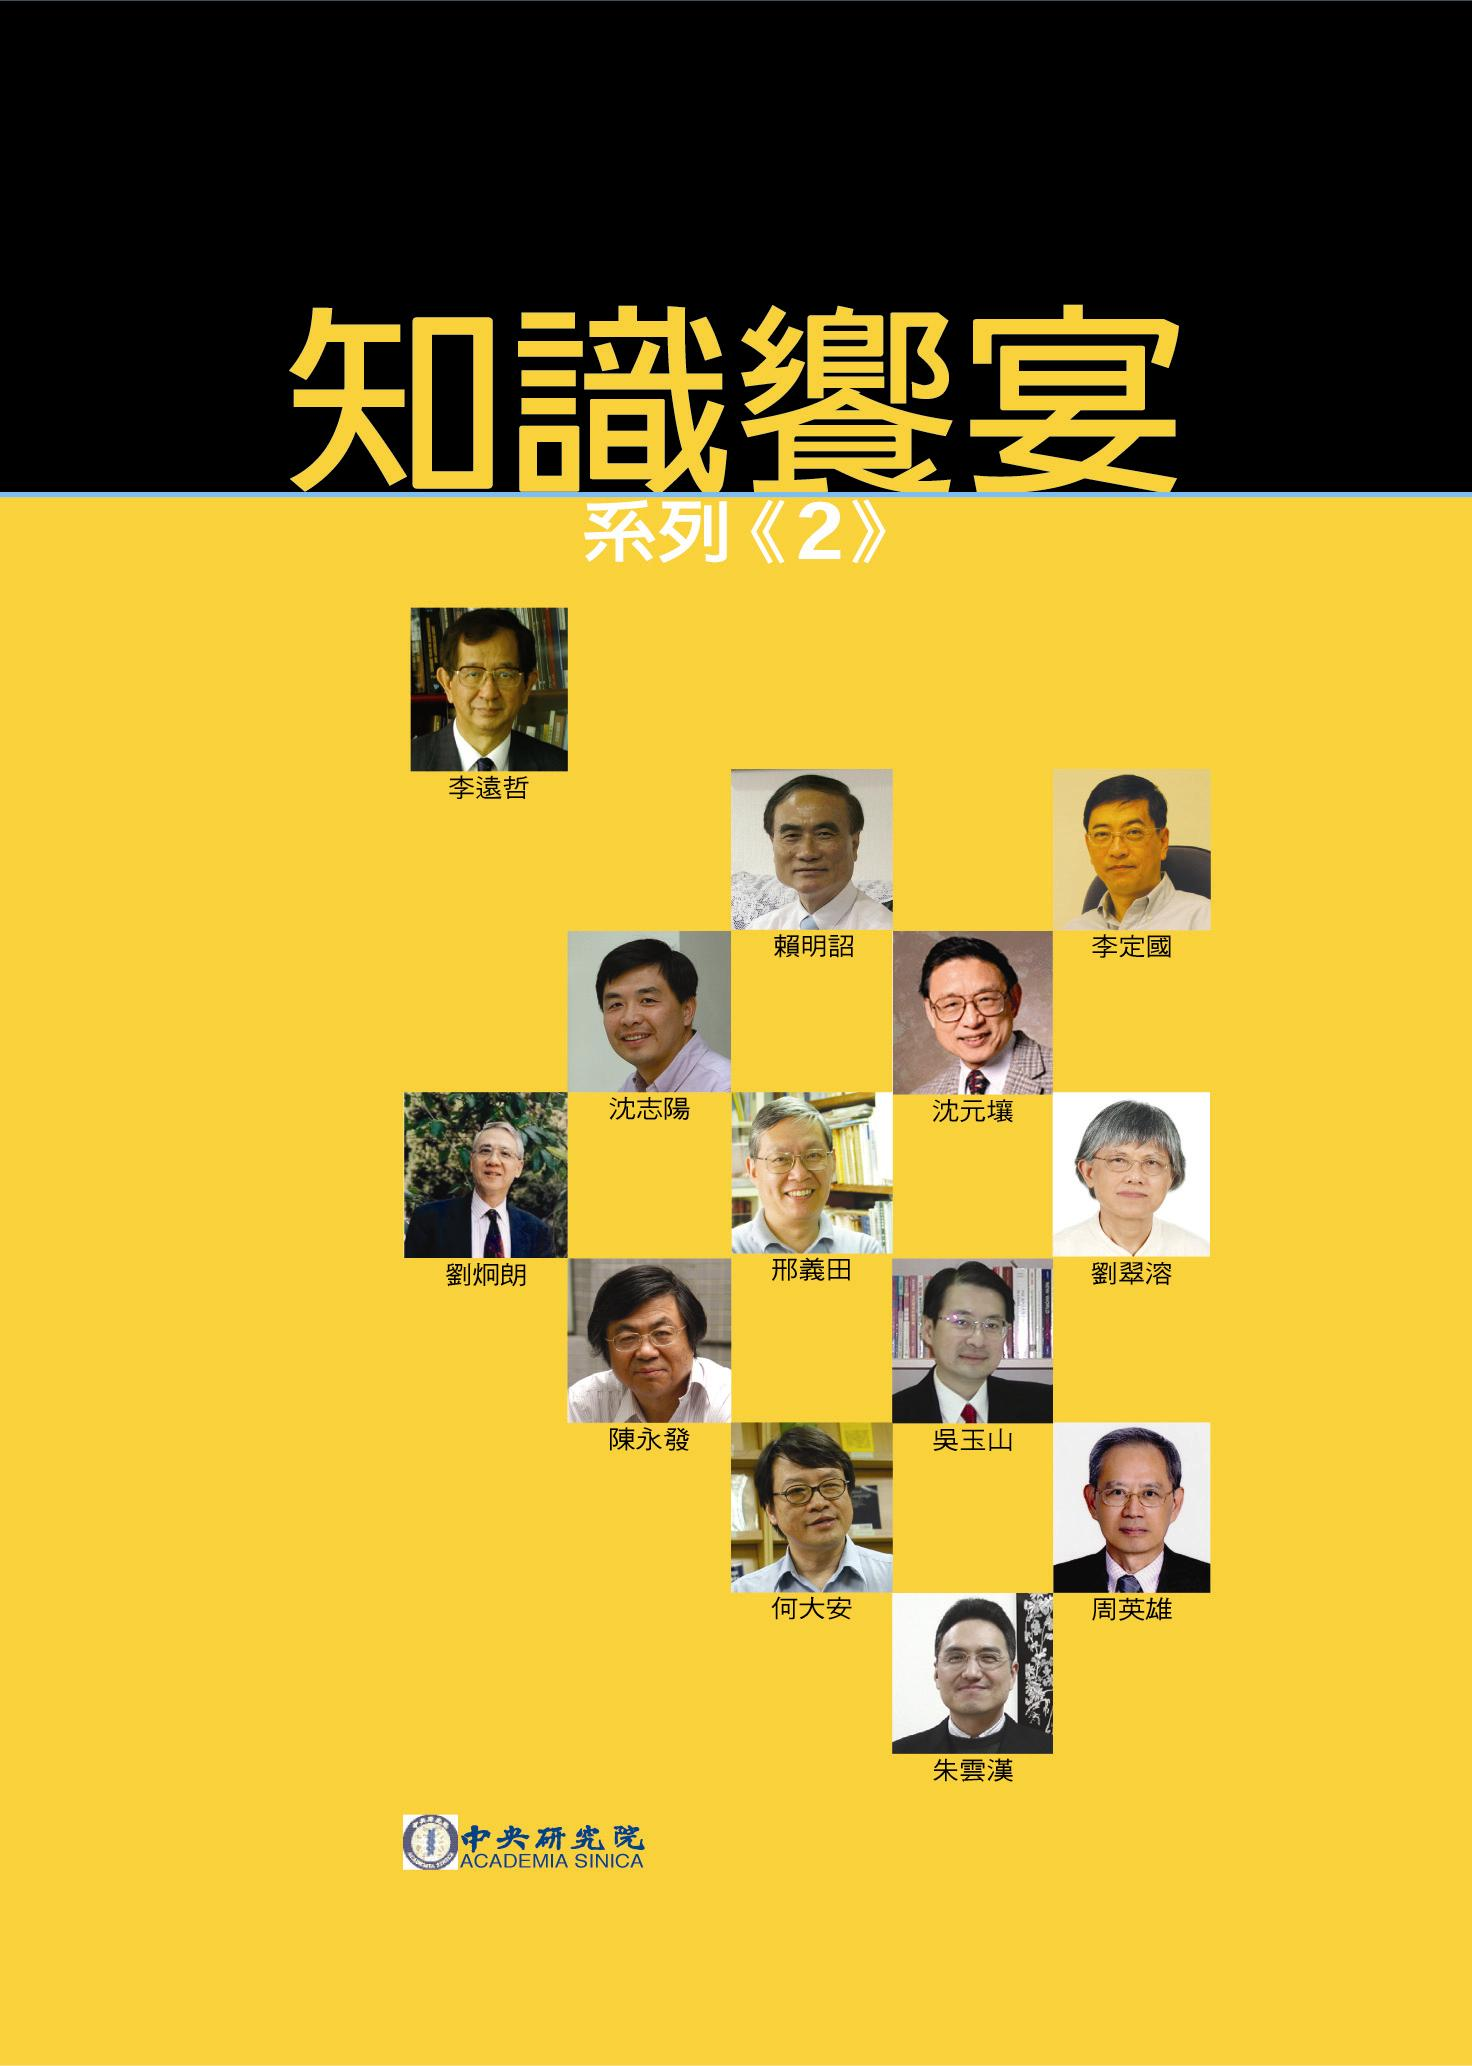 知識饗宴
系列《2》
李遠哲
賴明詔
李定國
沈志陽
沈元壤
劉炯朗
邢義田
劉翠溶
陳永發
吳玉山
何大安
周英雄
朱雲漢
中央研究院
ACADEMIA SINICA